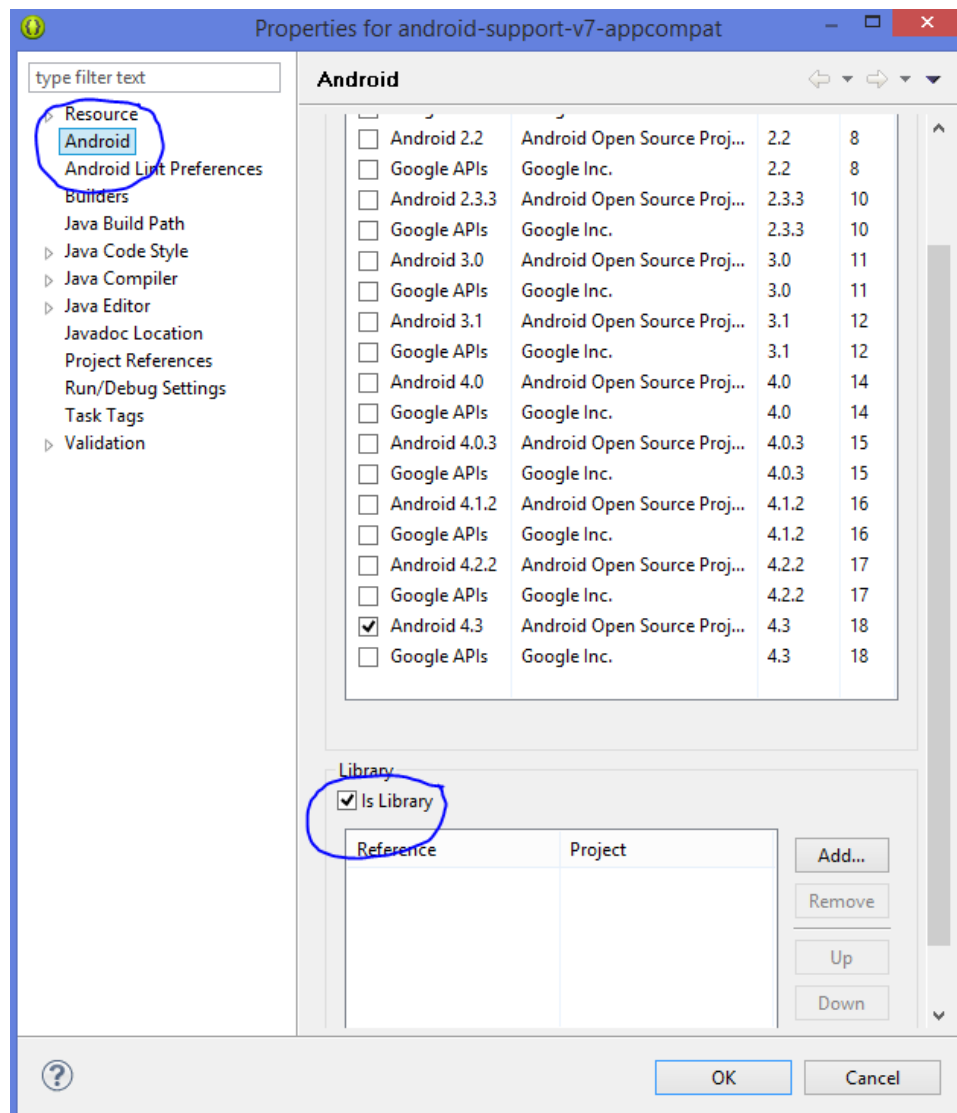 Properties for android-support-v7-appcompat
type filter text
Resource
Android
Android Lint Preferences
Builders
Java Build Path
Java Code Style
Java Compiler
Java Editor
Javadoc Location
Project References
Run/Debug Settings
Task Tags
Validation
Android
Android 2.2 Android Open Source Proj... 2.2 8
Google APIs Google Inc. 2.2 8
Android 2.3.3 Android Open Source Proj... 2.3.3 10
Google APIs Google Inc. 2.3.3 10
Android 3.0 Android Open Source Proj... 3.0 11
Google APIs Google Inc. 3.0 11
Android 3.1 Android Open Source Proj... 3.1 12
Google APIs Google Inc. 3.1 12
Android 4.0 Android Open Source Proj... 4.0 14
Google APIs Google Inc. 4.0 14
Android 4.0.3 Android Open Source Proj... 4.0.3 15
Google APIs Google Inc. 4.0.3 15
Android 4.1.2 Android Open Source Proj... 4.1.2 16
Google APIs Google Inc. 4.1.2 16
Android 4.2.2 Android Open Source Proj... 4.2.2 17
Google APIs Google Inc. 4.2.2 17
Android 4.3 Android Open Source Proj... 4.3 18
Google APIs Google Inc. 4.3 18
Library
Is Library
Reference Project
Add...
Remove
Up
Down
? OK Cancel